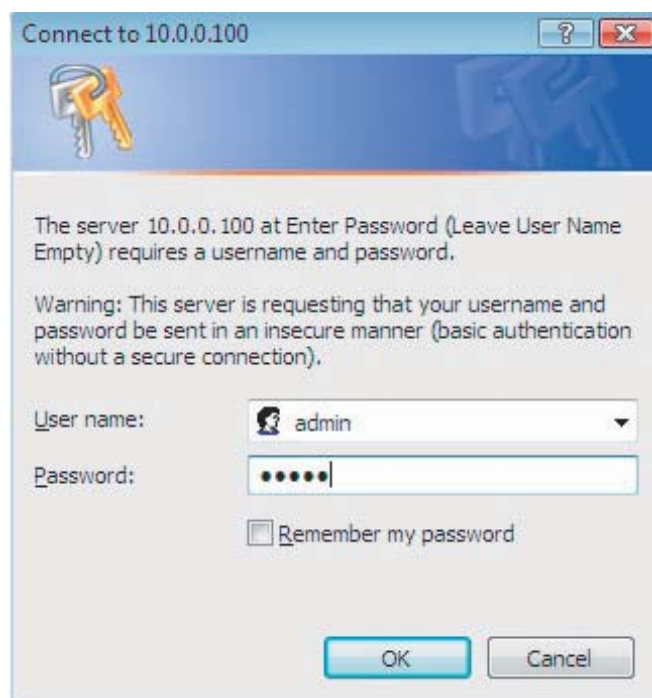 Connect to 10.0.0.100
The server 10.0.0.100 at Enter Password (Leave User Name
Empty) requires a username and password.
Warning: This server is requesting that your username and
password be sent in an insecure manner (basic authentication
without a secure connection).
User name:
admin
Password:
•••••
Remember my password
OK
Cancel